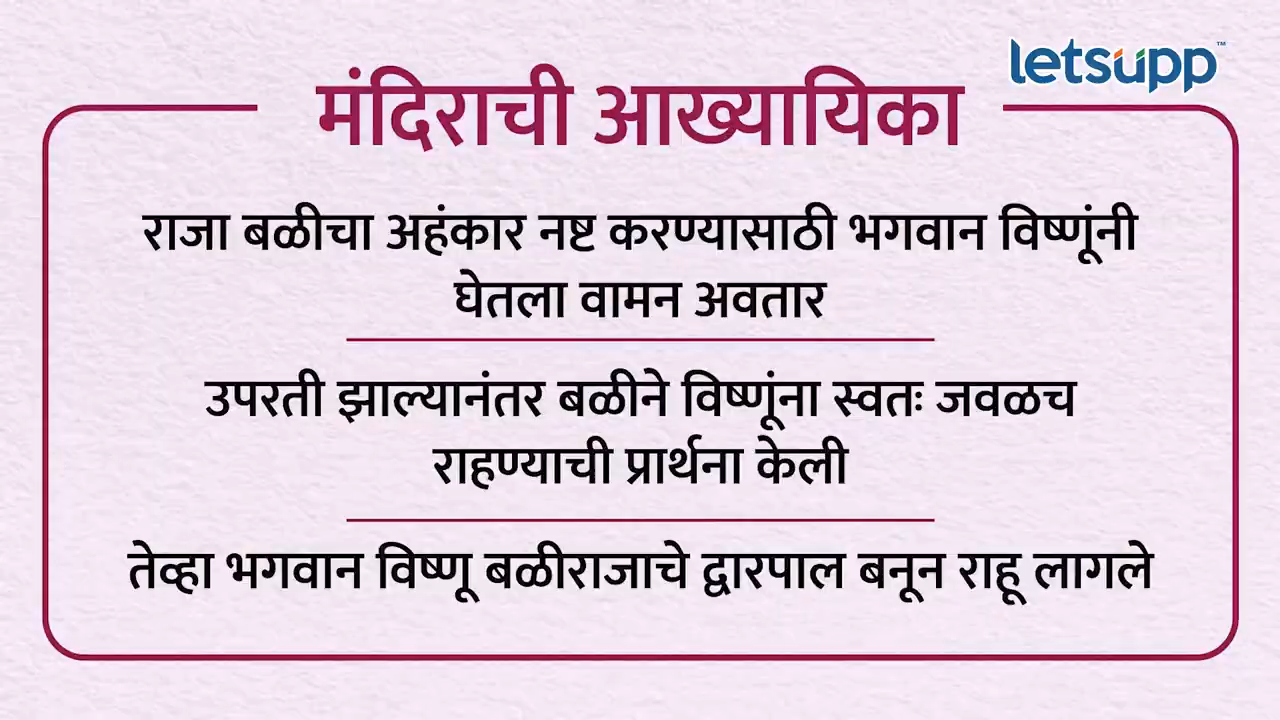 letsupp™
मंदिराची आख्यायिका
राजा बळीचा अहंकार नष्ट करण्यासाठी भगवान विष्णूंनी
घेतला वामन अवतार
उपरती झाल्यानंतर बळीने विष्णूंना स्वतः जवळच
राहण्याची प्रार्थना केली
तेव्हा भगवान विष्णू बळीराजाचे द्वारपाल बनून राहू लागले